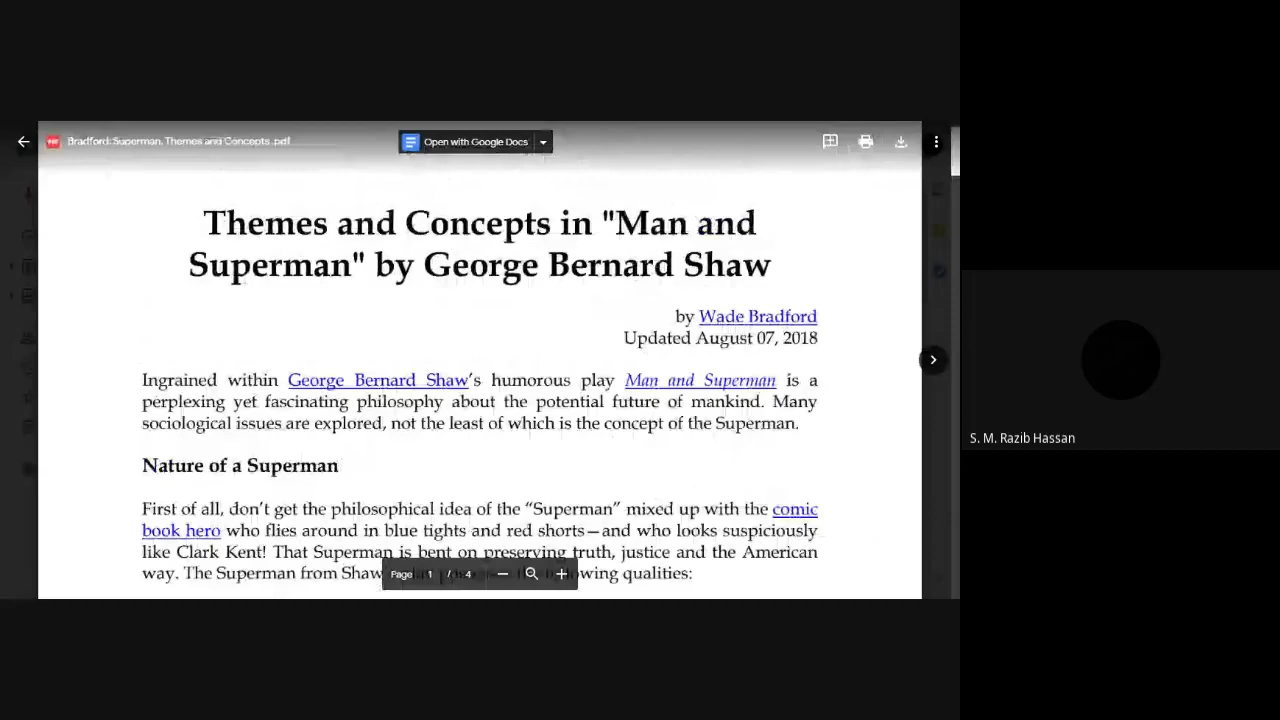 Bradford: Superman. Themes and Concepts .pdf
Open with Google Docs
Themes and Concepts in "Man and
Superman" by George Bernard Shaw
by Wade Bradford
Updated August 07, 2018
Ingrained within George Bernard Shaw's humorous play Man and Superman is a
perplexing yet fascinating philosophy about the potential future of mankind. Many
sociological issues are explored, not the least of which is the concept of the Superman.
Nature of a Superman
First of all, don't get the philosophical idea of the “Superman” mixed up with the comic
book hero who flies around in blue tights and red shorts—and who looks suspiciously
like Clark Kent! That Superman is bent on preserving truth, justice and the American
way. The Superman from Shaw owing qualities:
Page 1 / 4
S. M. Razib Hassan